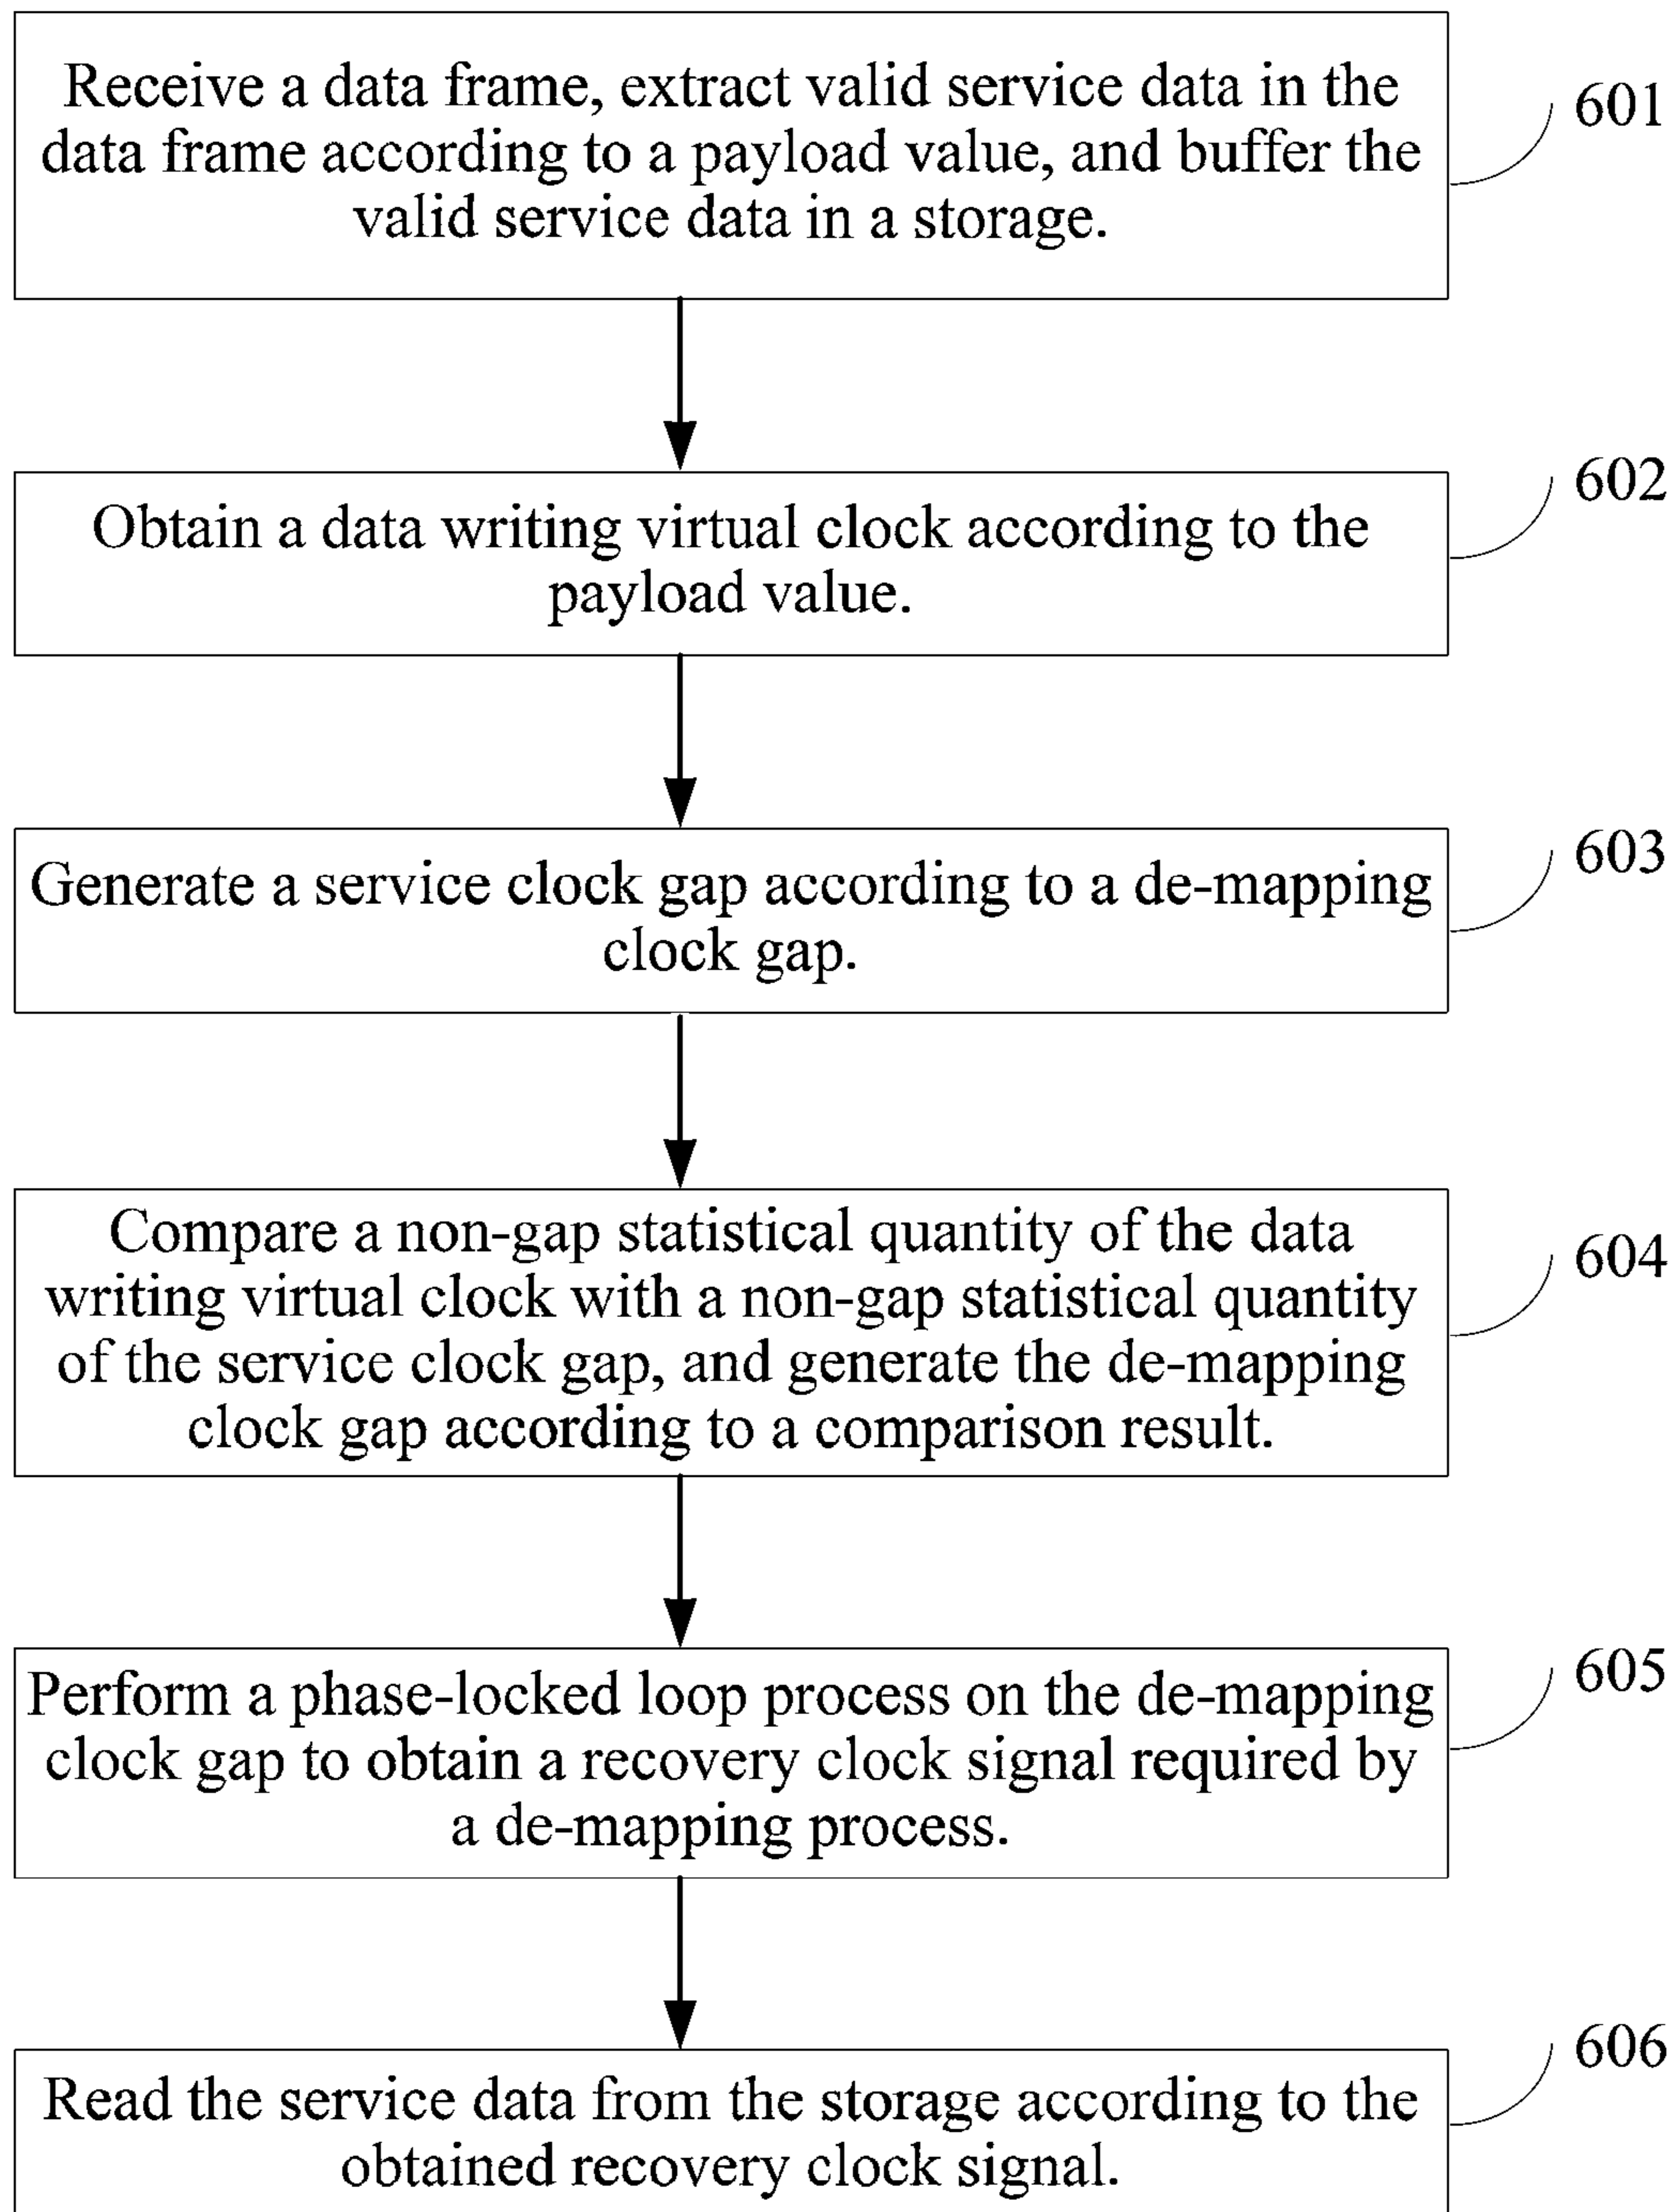 Receive a data frame, extract valid service data in the
data frame according to a payload value, and buffer the
valid service data in a storage.
601
Obtain a data writing virtual clock according to the
payload value.
602
Generate a service clock gap according to a de-mapping
clock gap.
603
Compare a non-gap statistical quantity of the data
writing virtual clock with a non-gap statistical quantity
of the service clock gap, and generate the de-mapping
clock gap according to a comparison result.
604
Perform a phase-locked loop process on the de-mapping
clock gap to obtain a recovery clock signal required by
a de-mapping process.
605
Read the service data from the storage according to the
obtained recovery clock signal.
606